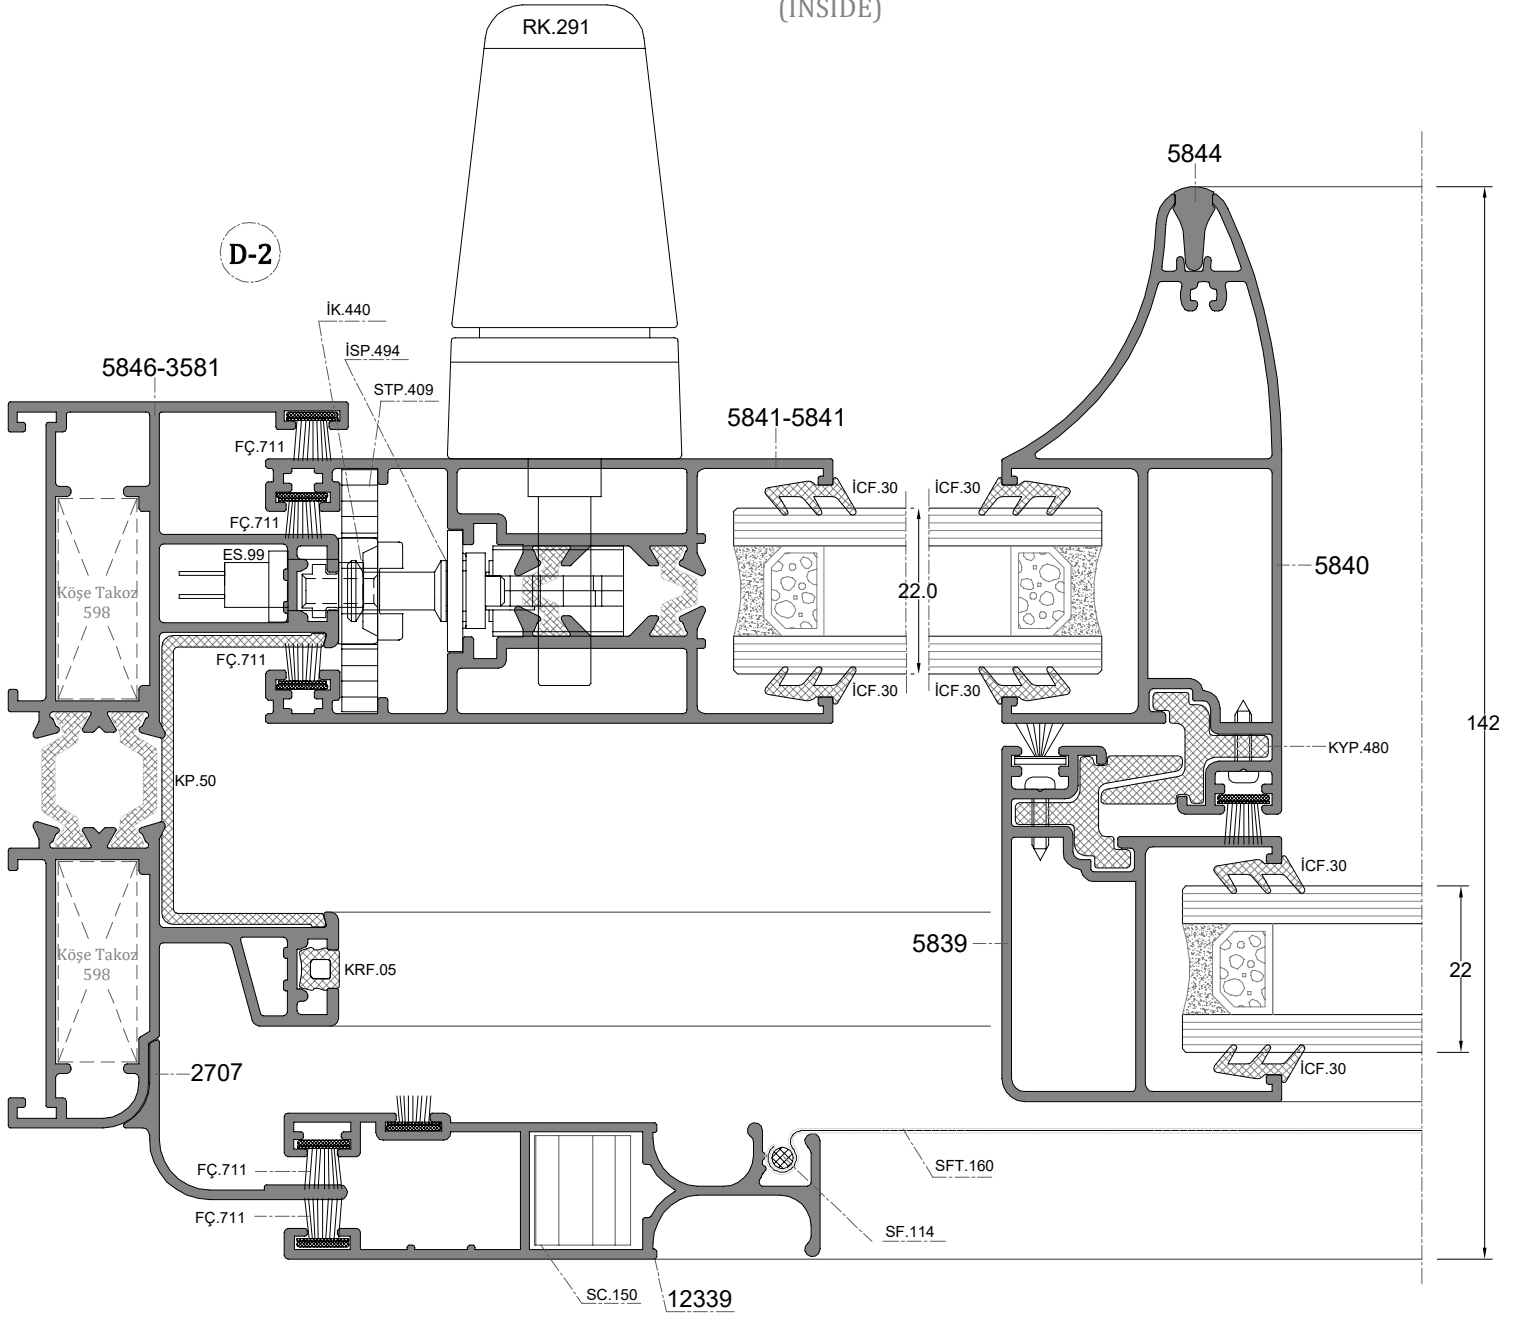 (INSIDE)
RK.291
5844
D-2
İK.440
İSP.494
5846-3581
STP.409
5841-5841
FÇ.711
İCF.30
İCF.30
FÇ.711
ES.99
5840
Köşe Takoz
598
22.0
FÇ.711
İCF.30
İCF.30
142
KYP.480
KP.50
İCF.30
5839
Köşe Takoz
598
KRF.05
22
2707
İCF.30
FÇ.711
SFT.160
FÇ.711
SF.114
SC.150
12339